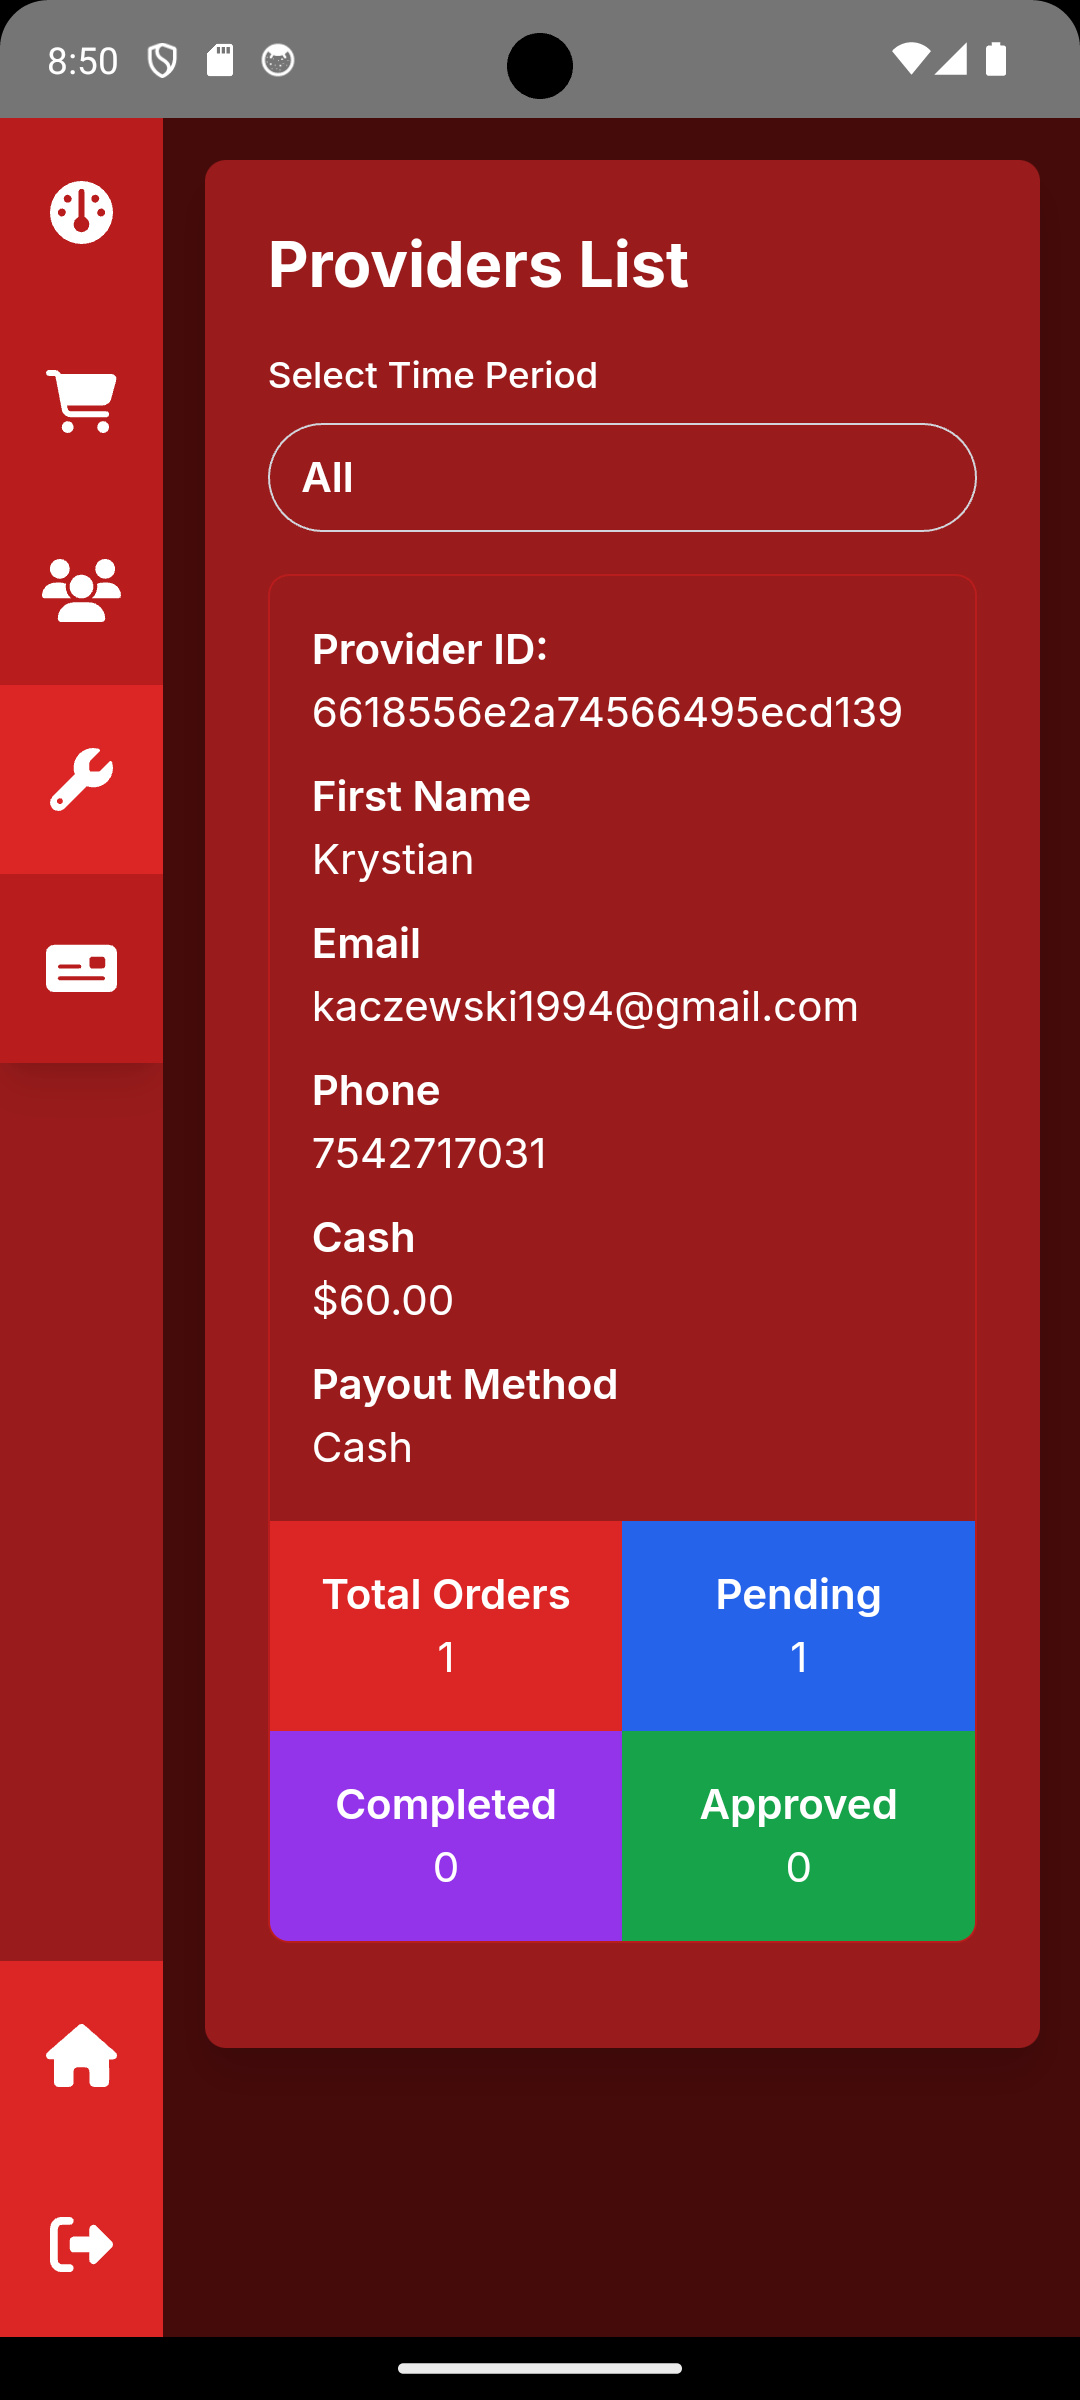 8:50
Providers List
Select Time Period
All
Provider ID:
6618556e2a74566495ecd139
First Name
Krystian
Email
kaczewski1994@gmail.com
Phone
7542717031
Cash
$60.00
Payout Method
Cash
Total Orders
1
Pending
1
Completed
0
Approved
0